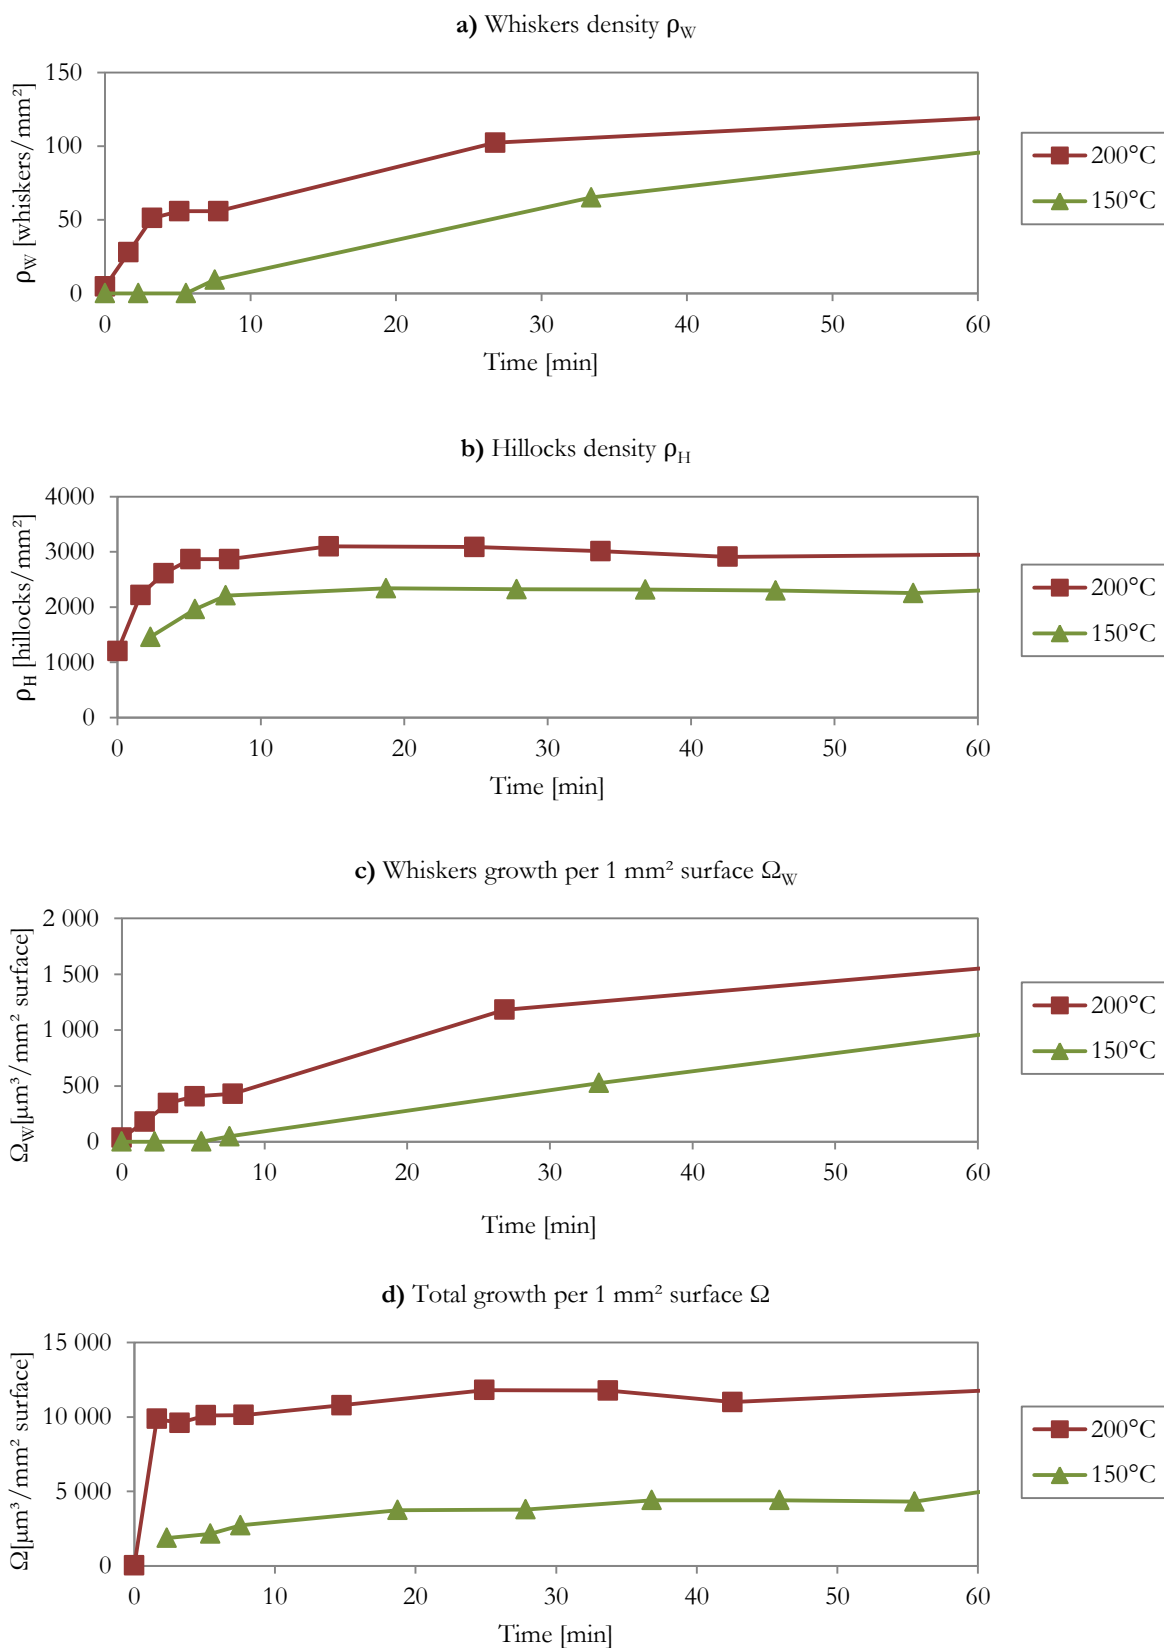 a) Whiskers density ρW
150
100
50
0
ρW [whiskers/mm²]
0 10 20 30 40 50 60
Time [min]
200°C
150°C
b) Hillocks density ρH
4000
3000
2000
1000
0
ρH [hillocks/mm²]
0 10 20 30 40 50 60
Time [min]
200°C
150°C
c) Whiskers growth per 1 mm² surface ΩW
2 000
1 500
1 000
500
0
ΩW[µm³/mm² surface]
0 10 20 30 40 50 60
Time [min]
200°C
150°C
d) Total growth per 1 mm² surface Ω
15 000
10 000
5 000
0
Ω[µm³/mm² surface]
0 10 20 30 40 50 60
Time [min]
200°C
150°C